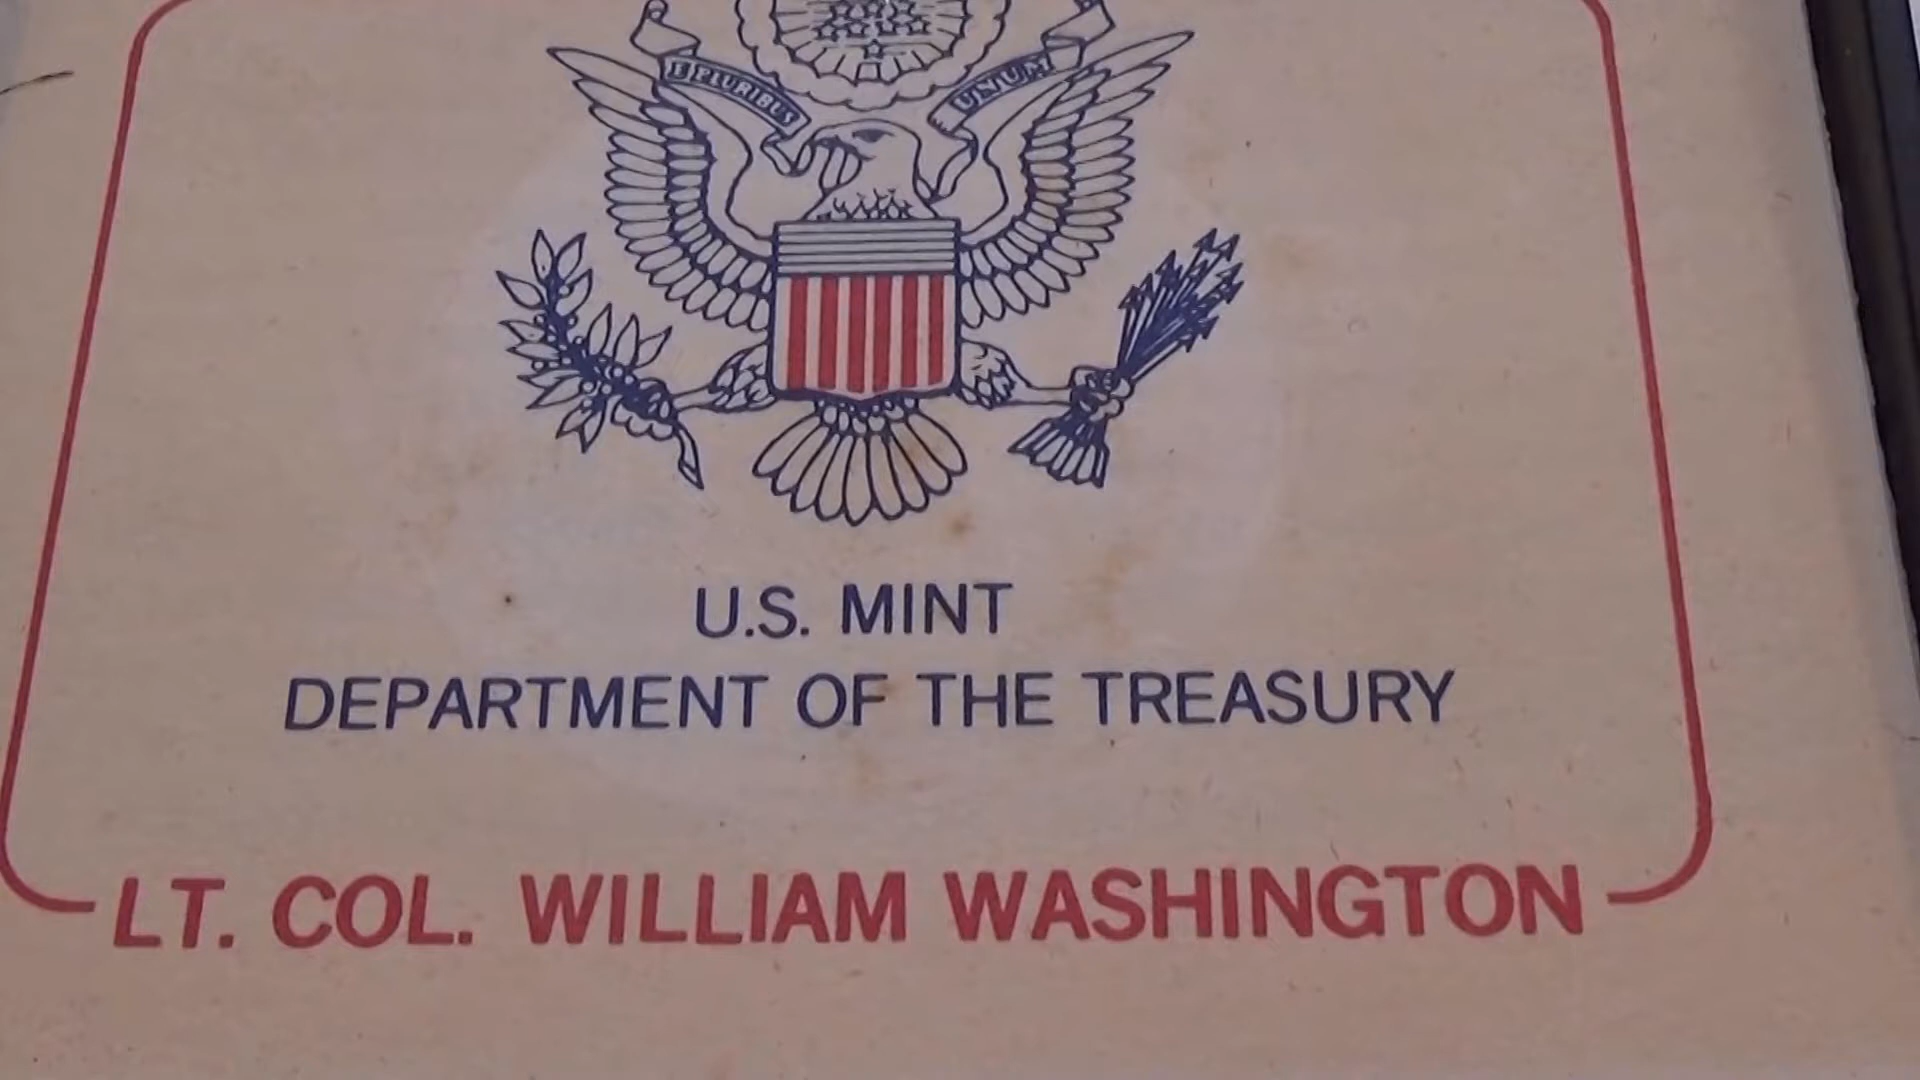 E PLURIBUS UNUM
U.S. MINT
DEPARTMENT OF THE TREASURY
LT. COL. WILLIAM WASHINGTON